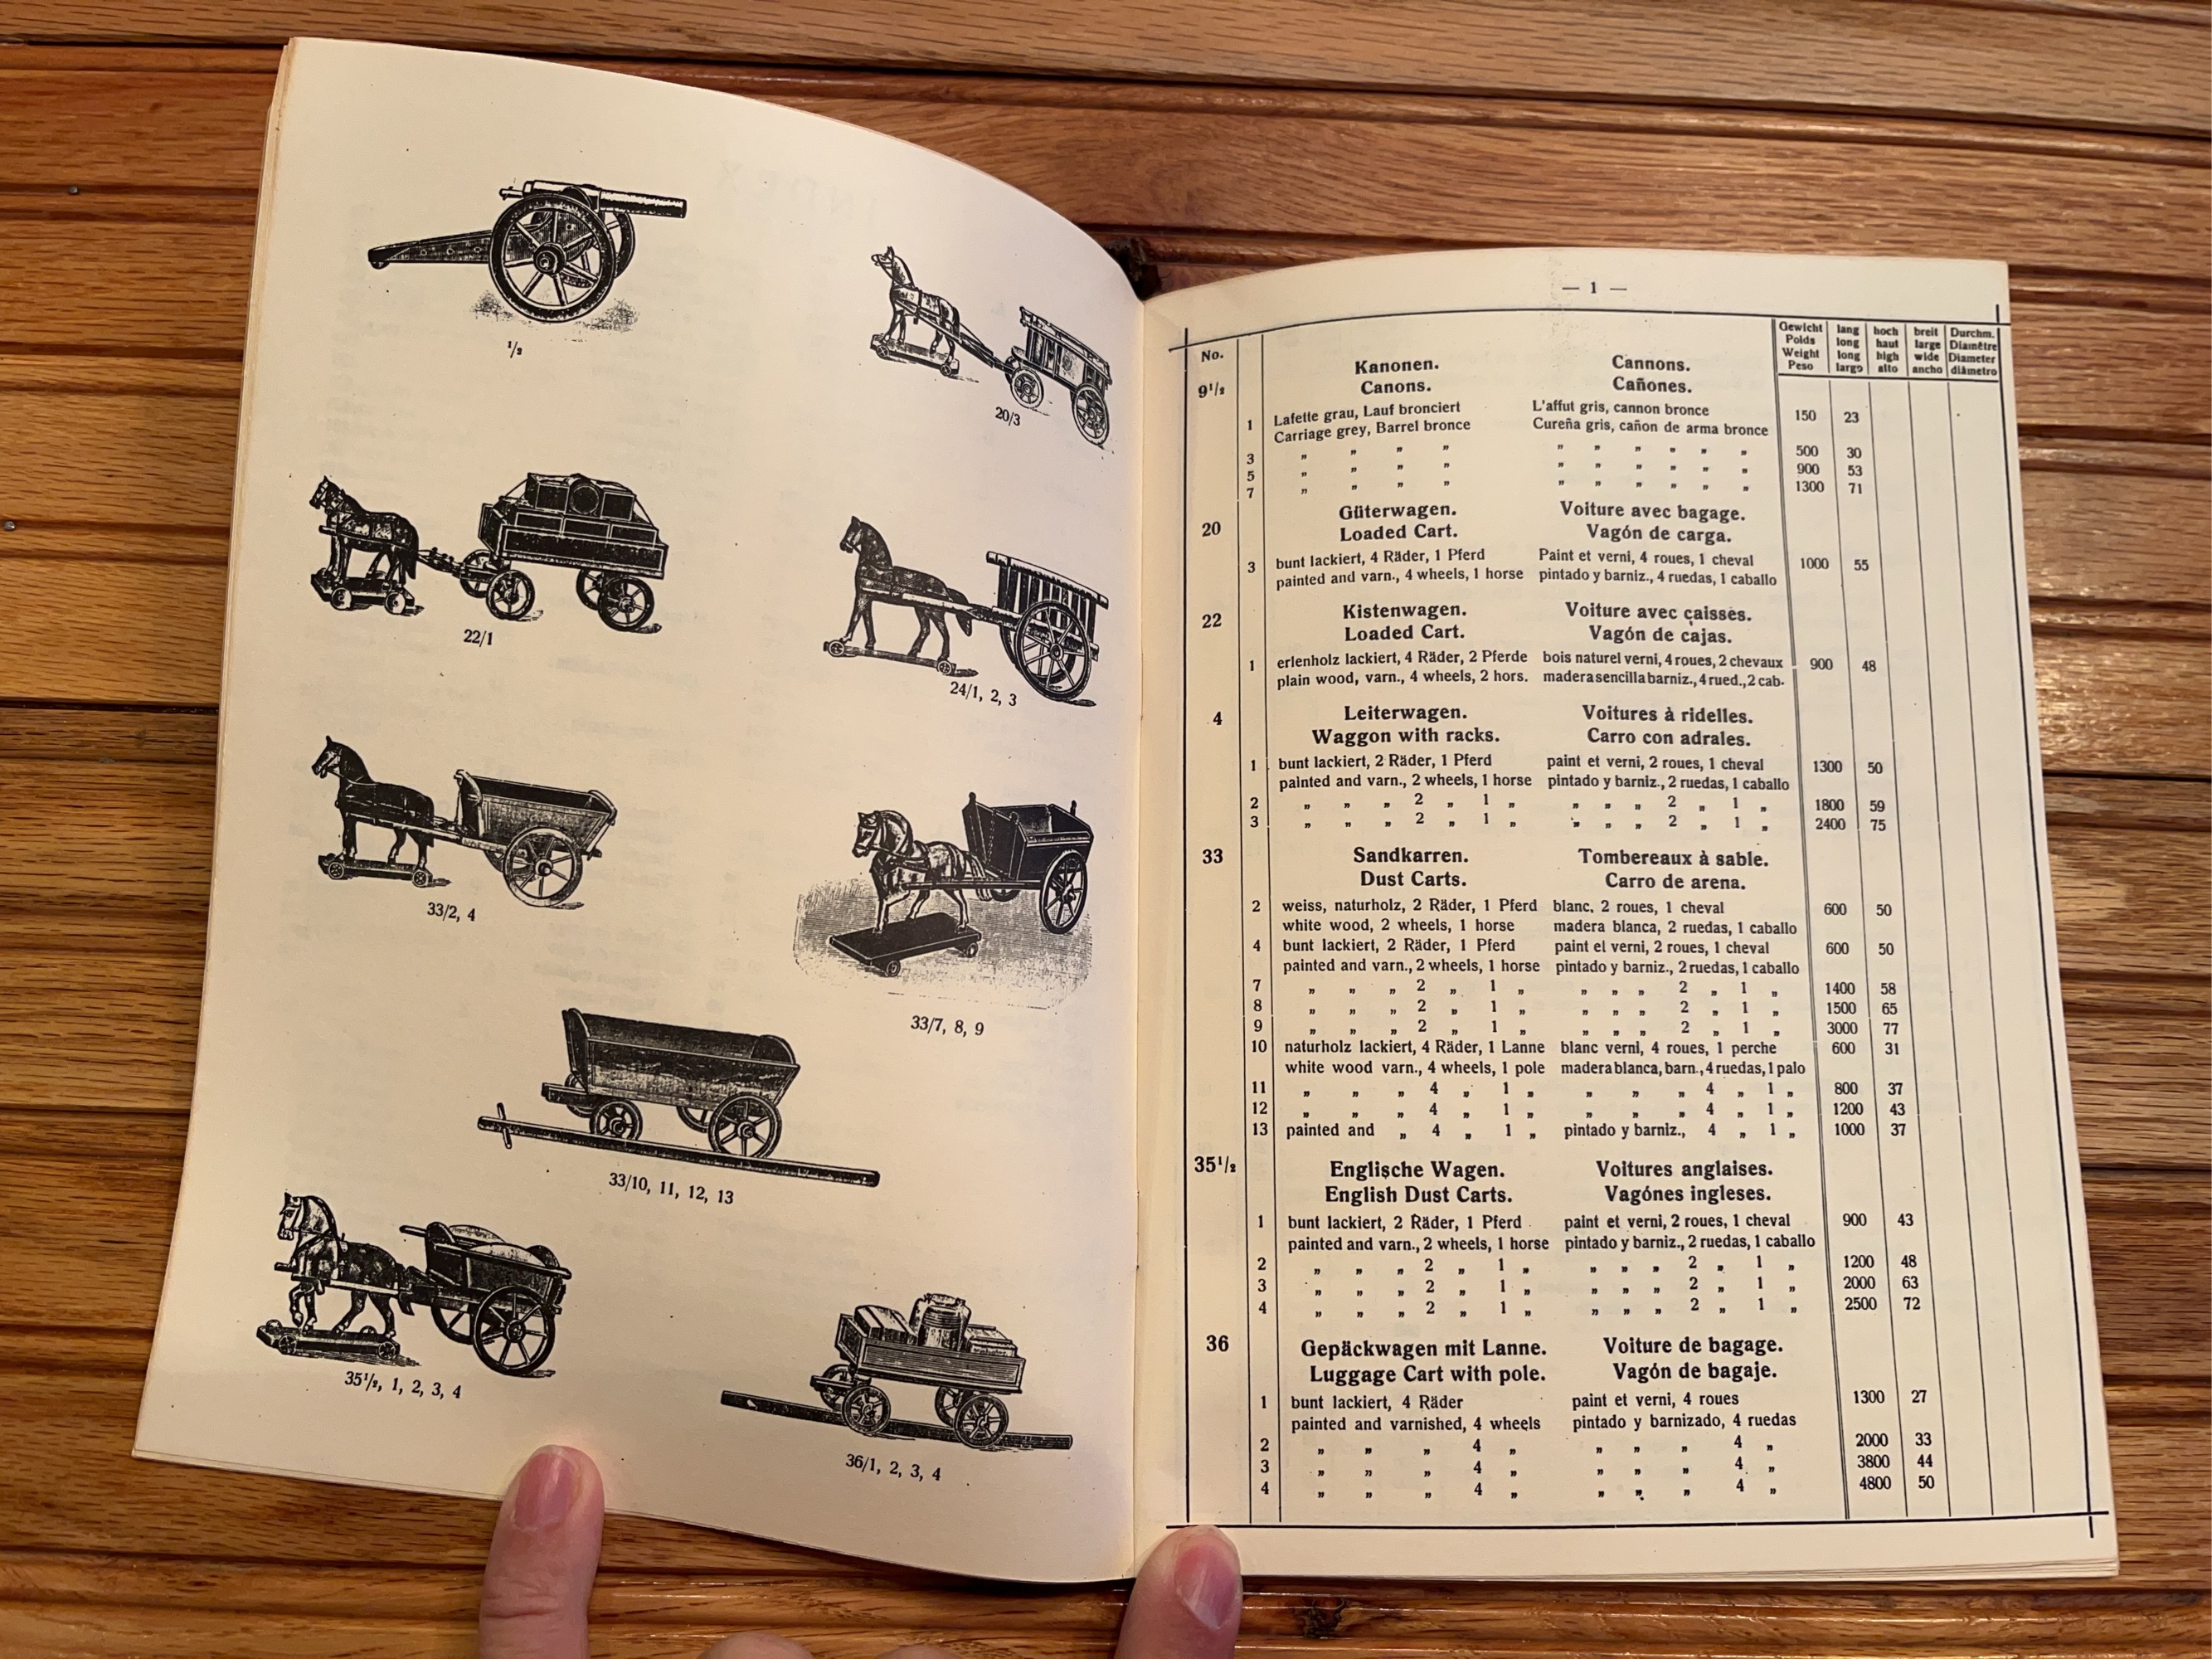 1/2
20/3
22/1
24/1, 2, 3
33/2, 4
33/7, 8, 9
33/10, 11, 12, 13
35 1/2, 1, 2, 3, 4
36/1, 2, 3, 4
— 1 —
No. Gewicht lang hoch breit Durchm.
Poids long haut large Diamètre
Weight long high wide Diameter
Peso largo alto ancho diámetro
9 1/2 Kanonen. Cannons.
Canons. Cañones.
1 Lafette grau, Lauf bronciert L'affut gris, cannon bronce 150 23
Carriage grey, Barrel bronce Cureña gris, cañon de arma bronce
3 „ „ „ „ „ „ „ „ „ „ 500 30
5 „ „ „ „ „ „ „ „ „ „ 900 53
7 „ „ „ „ „ „ „ „ „ „ 1300 71
20 Güterwagen. Voiture avec bagage.
Loaded Cart. Vagón de carga.
3 bunt lackiert, 4 Räder, 1 Pferd Paint et verni, 4 roues, 1 cheval 1000 55
painted and varn., 4 wheels, 1 horse pintado y barniz., 4 ruedas, 1 caballo
22 Kistenwagen. Voiture avec caisses.
Loaded Cart. Vagón de cajas.
1 erlenholz lackiert, 4 Räder, 2 Pferde bois naturel verni, 4 roues, 2 chevaux 900 48
plain wood, varn., 4 wheels, 2 hors. madera sencilla barniz., 4 rued., 2 cab.
4 Leiterwagen. Voitures à ridelles.
Waggon with racks. Carro con adrales.
1 bunt lackiert, 2 Räder, 1 Pferd paint et verni, 2 roues, 1 cheval 1300 50
painted and varn., 2 wheels, 1 horse pintado y barniz., 2 ruedas, 1 caballo
2 „ „ „ 2 „ 1 „ „ „ „ 2 „ 1 „ 1800 59
3 „ „ „ 2 „ 1 „ „ „ „ 2 „ 1 „ 2400 75
33 Sandkarren. Tombereaux à sable.
Dust Carts. Carro de arena.
2 weiss, naturholz, 2 Räder, 1 Pferd blanc, 2 roues, 1 cheval 600 50
white wood, 2 wheels, 1 horse madera blanca, 2 ruedas, 1 caballo
4 bunt lackiert, 2 Räder, 1 Pferd paint el verni, 2 roues, 1 cheval 600 50
painted and varn., 2 wheels, 1 horse pintado y barniz., 2 ruedas, 1 caballo
7 „ „ „ 2 „ 1 „ „ „ „ 2 „ 1 „ 1400 58
8 „ „ „ 2 „ 1 „ „ „ „ 2 „ 1 „ 1500 65
9 „ „ „ 2 „ 1 „ „ „ „ 2 „ 1 „ 3000 77
10 naturholz lackiert, 4 Räder, 1 Lanne blanc verni, 4 roues, 1 perche 600 31
white wood varn., 4 wheels, 1 pole madera blanca, barn., 4 ruedas, 1 palo
11 „ „ „ 4 „ 1 „ „ „ „ 4 „ 1 „ 800 37
12 „ „ „ 4 „ 1 „ „ „ „ 4 „ 1 „ 1200 43
13 painted and „ 4 „ 1 „ pintado y barniz., 4 „ 1 „ 1000 37
35 1/2 Englische Wagen. Voitures anglaises.
English Dust Carts. Vagónes ingleses.
1 bunt lackiert, 2 Räder, 1 Pferd paint et verni, 2 roues, 1 cheval 900 43
painted and varn., 2 wheels, 1 horse pintado y barniz., 2 ruedas, 1 caballo
2 „ „ „ 2 „ 1 „ „ „ „ 2 „ 1 „ 1200 48
3 „ „ „ 2 „ 1 „ „ „ „ 2 „ 1 „ 2000 63
4 „ „ „ 2 „ 1 „ „ „ „ 2 „ 1 „ 2500 72
36 Gepäckwagen mit Lanne. Voiture de bagage.
Luggage Cart with pole. Vagón de bagaje.
1 bunt lackiert, 4 Räder paint et verni, 4 roues 1300 27
painted and varnished, 4 wheels pintado y barnizado, 4 ruedas
2 „ „ „ 4 „ „ „ „ 4 „ 2000 33
3 „ „ „ 4 „ „ „ „ 4 „ 3800 44
4 „ „ „ 4 „ „ „ „ 4 „ 4800 50